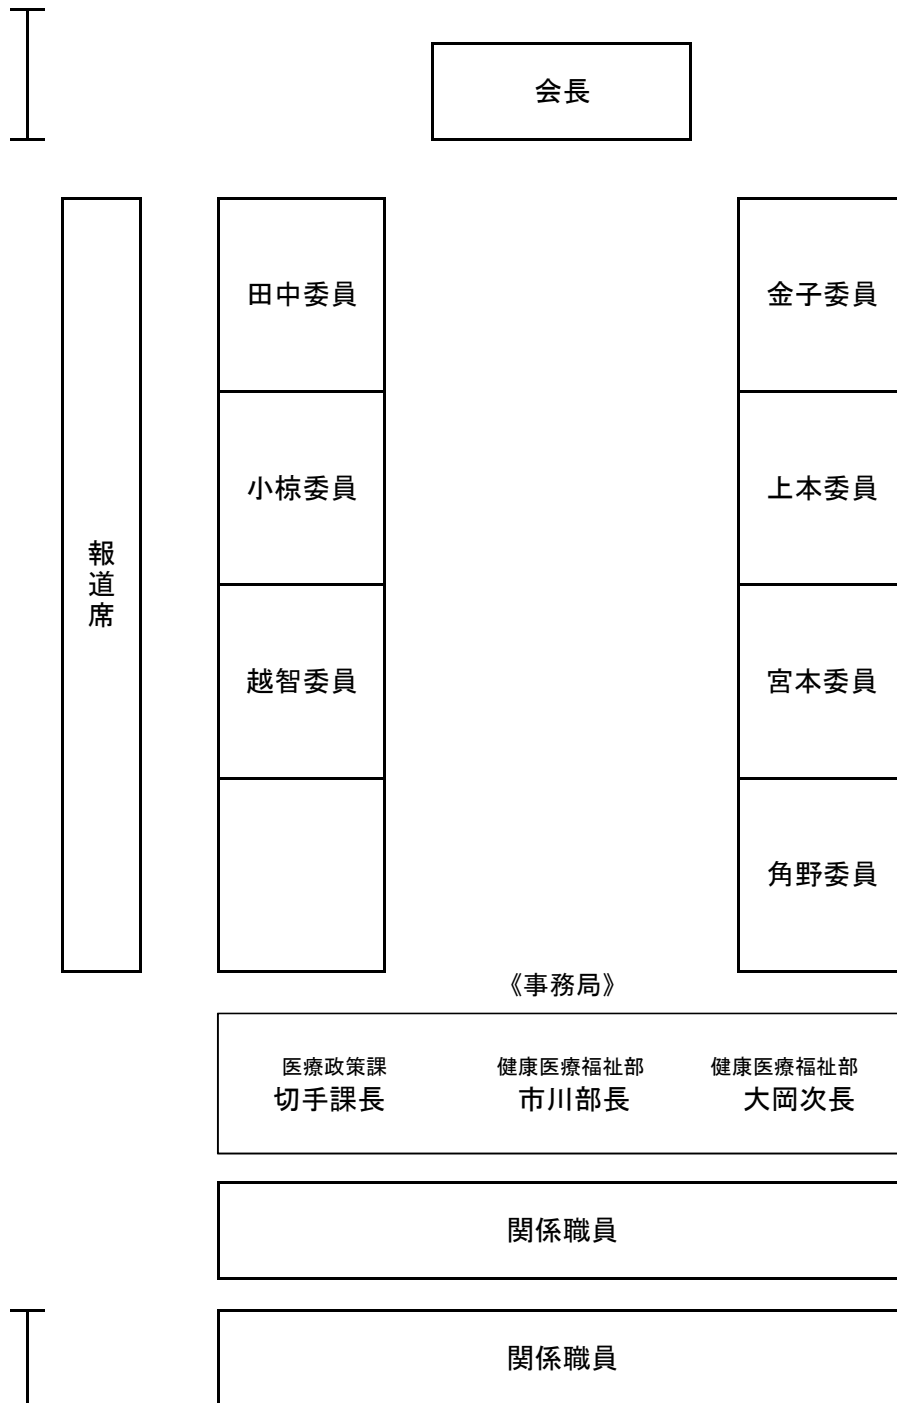 会長
田中委員
金子委員
小椋委員
上本委員
報道席
越智委員
宮本委員
角野委員
《事務局》
医療政策課
切手課長
健康医療福祉部
市川部長
健康医療福祉部
大岡次長
関係職員
関係職員